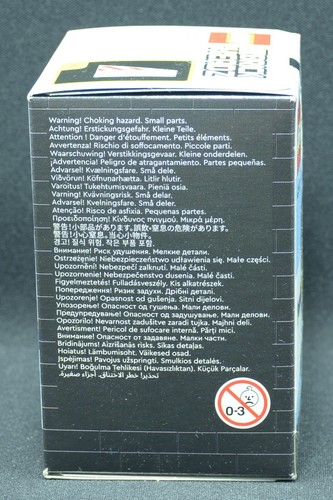 Warning! Choking hazard. Small parts.
Achtung! Erstickungsgefahr. Kleine Teile.
Attention ! Danger d'étouffement. Petits éléments.
Avvertenza! Rischio di soffocamento. Piccole parti.
Waarschuwing! Verstikkingsgevaar. Kleine onderdelen.
¡Advertencia! Peligro de atragantamiento. Partes pequeñas.
Advarsel! Kvælningsfare. Små dele.
Viðvörun! Köfnunarhætta. Litlir hlutir.
Varoitus! Tukehtumisvaara. Pieniä osia.
Varning! Kvävningsrisk. Små delar.
Advarsel! Kvelningsfare. Små deler.
Atenção! Risco de asfixia. Pequenas partes.
Προειδοποίηση! Κίνδυνος πνιγμού. Μικρά μέρη.
警告!小部品があります。誤飲・窒息の危険があります。
警告!小心窒息。当心小物件。
경고! 질식 위험. 작은 부품 포함.
Внимание! Риск удушения. Мелкие детали.
Ostrzeżenie! Niebezpieczeństwo udławienia się. Małe części.
Upozornění! Nebezpečí zalknutí. Malé části.
Upozornenie! Nebezpečenstvo dusenia. Malé časti.
Figyelmeztetés! Fulladásveszély. Kis alkatrészek.
Попередження! Ризик задухи. Дрібні деталі.
Upozorenje! Opasnost od gušenja. Sitni dijelovi.
Упозорење! Опасност од гушења. Мали делови.
Предупредување! Опасност од задушување. Мали делови.
Opozorilo! Nevarnost zadušitve zaradi tujka. Majhni deli.
Avertisment! Pericol de sufocare internă. Părți mici.
Внимание! Опасност от задавяне. Малки части.
Brīdinājums! Aizrīšanās risks. Sīkas detaļas.
Hoiatus! Lämbumisoht. Väikesed osad.
Įspėjimas! Pavojus užspringti. Smulkios detalės.
Uyarı! Boğulma Tehlikesi (Havasızlıktan). Küçük Parçalar.
تحذير! خطر الاختناق. أجزاء صغيرة.
0-3